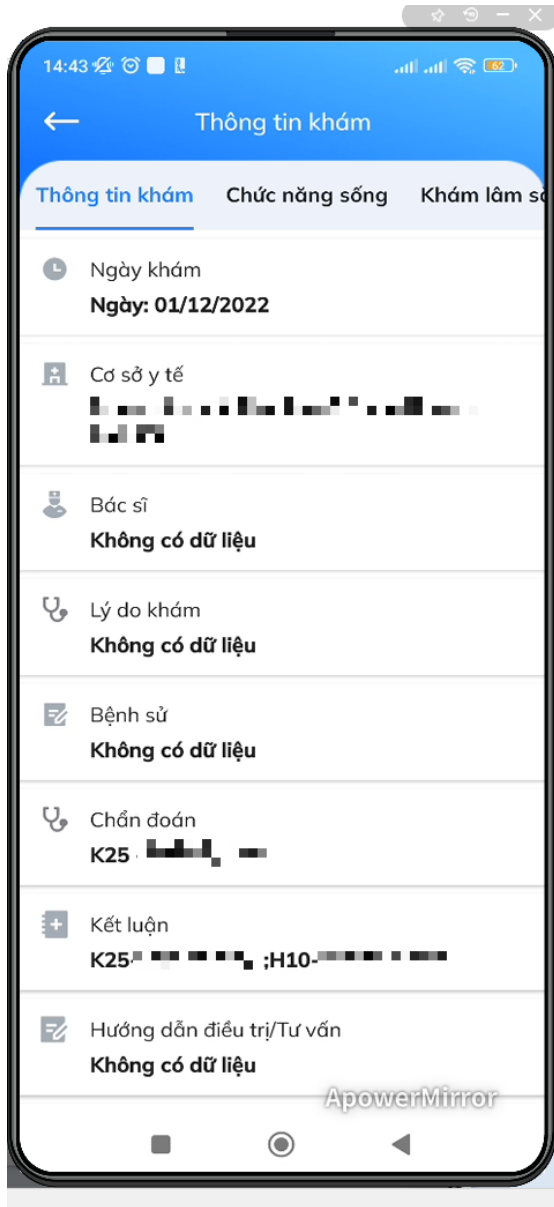 14:43
62
Thông tin khám
Thông tin khám Chức năng sống Khám lâm
Ngày khám
Ngày: 01/12/2022
Cơ sở y tế
Bác sĩ
Không có dữ liệu
Lý do khám
Không có dữ liệu
Bệnh sử
Không có dữ liệu
Chẩn đoán
K25
Kết luận
K25- ;H10-
Hướng dẫn điều trị/Tư vấn
Không có dữ liệu
ApowerMirror